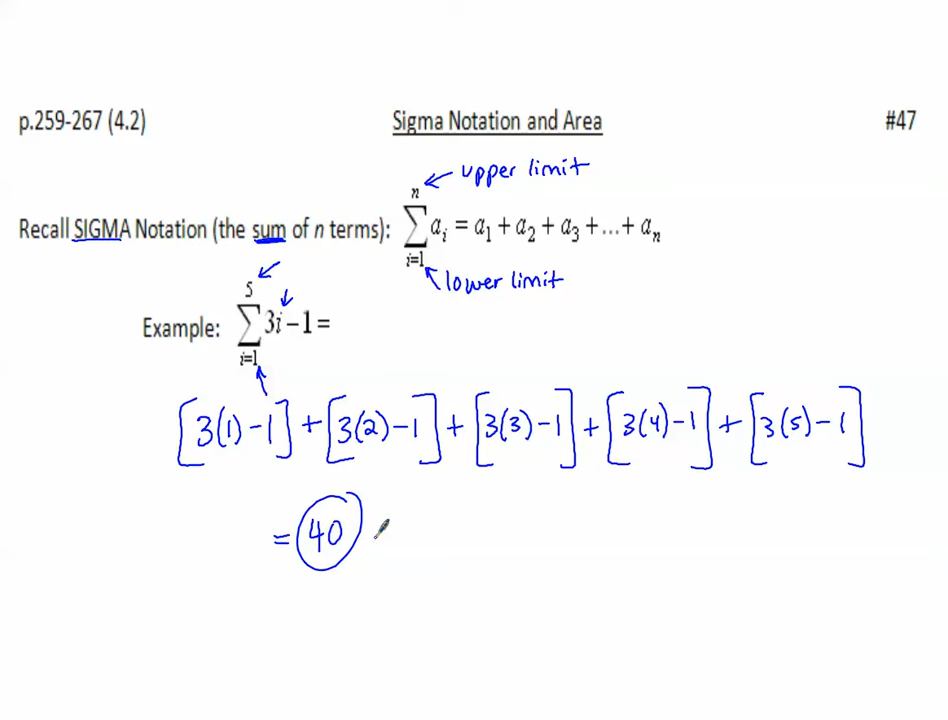 p.259-267 (4.2) Sigma Notation and Area #47
n ← upper limit
Recall SIGMA Notation (the sum of n terms): ∑ aᵢ = a₁ + a₂ + a₃ + ... + aₙ
i=1 lower limit
5
Example: ∑ 3i − 1 =
i=1
[3(1)-1] + [3(2)-1] + [3(3)-1] + [3(4)-1] + [3(5)-1]
= 40